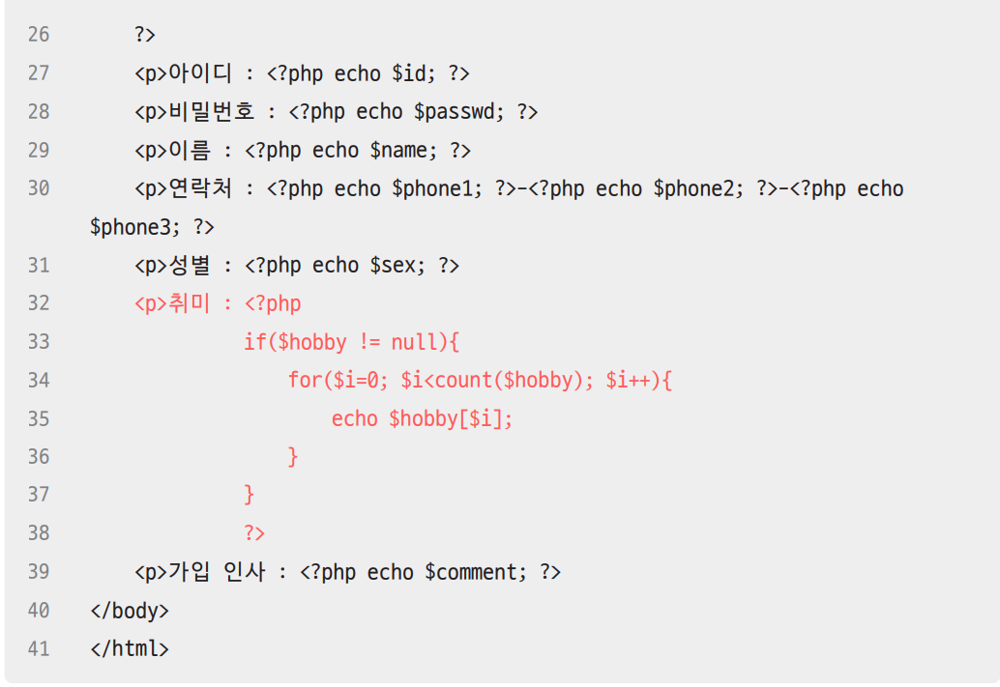 26 ?>
27 <p>아이디 : <?php echo $id; ?>
28 <p>비밀번호 : <?php echo $passwd; ?>
29 <p>이름 : <?php echo $name; ?>
30 <p>연락처 : <?php echo $phone1; ?>-<?php echo $phone2; ?>-<?php echo
$phone3; ?>
31 <p>성별 : <?php echo $sex; ?>
32 <p>취미 : <?php
33 if($hobby != null){
34 for($i=0; $i<count($hobby); $i++){
35 echo $hobby[$i];
36 }
37 }
38 ?>
39 <p>가입 인사 : <?php echo $comment; ?>
40 </body>
41 </html>